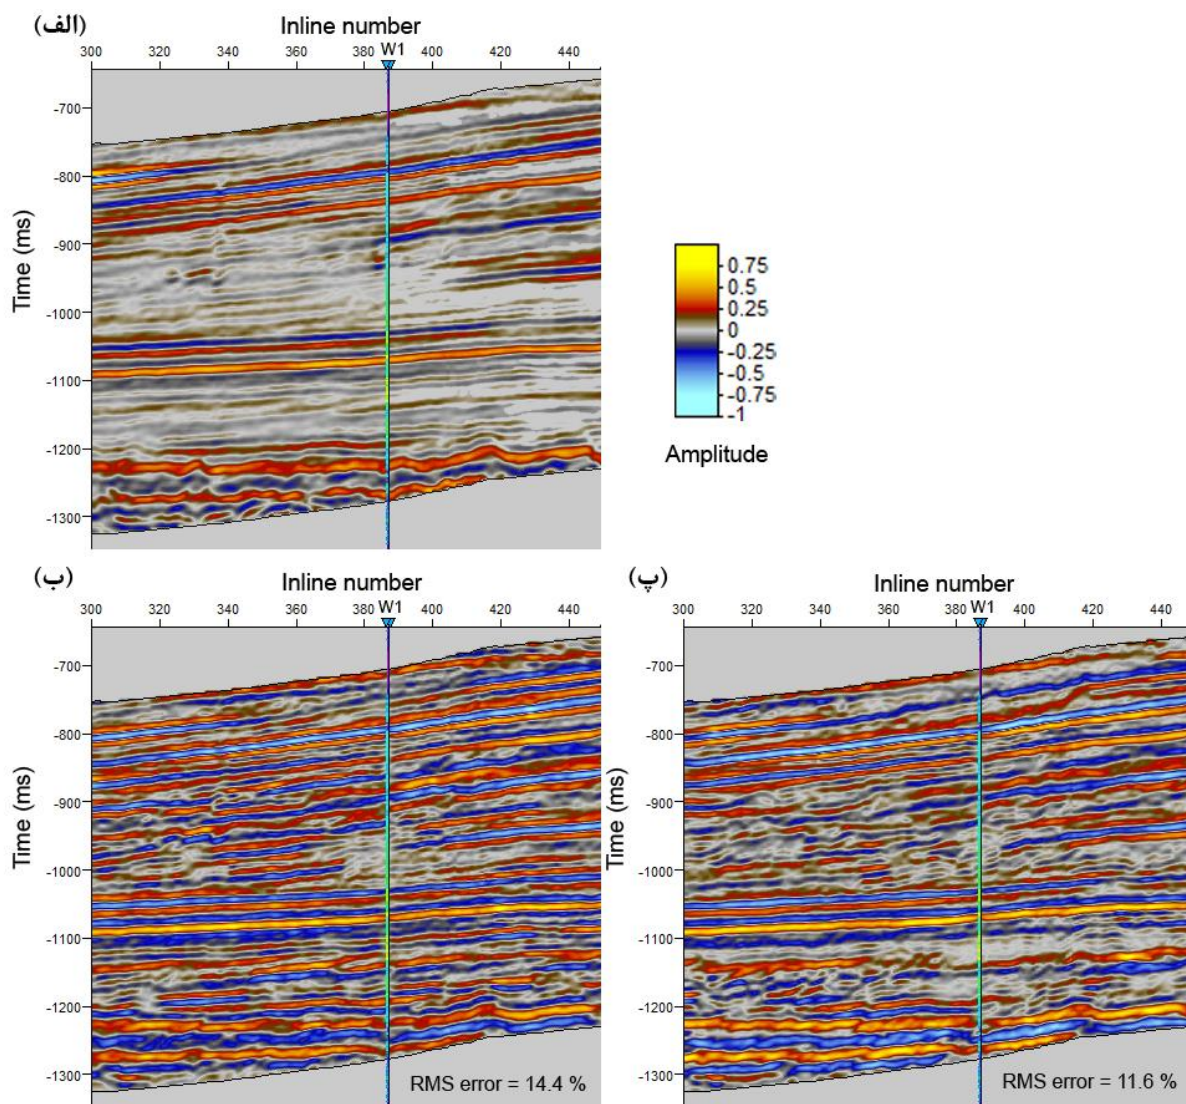 (الف)
Inline number
300 320 340 360 380 W1 400 420 440
Time (ms)
-700
-800
-900
-1000
-1100
-1200
-1300
0.75
0.5
0.25
0
-0.25
-0.5
-0.75
-1
Amplitude
(ب)
Inline number
300 320 340 360 380 W1 400 420 440
Time (ms)
-700
-800
-900
-1000
-1100
-1200
-1300
RMS error = 14.4 %
(پ)
Inline number
300 320 340 360 380 W1 400 420 440
Time (ms)
-700
-800
-900
-1000
-1100
-1200
-1300
RMS error = 11.6 %